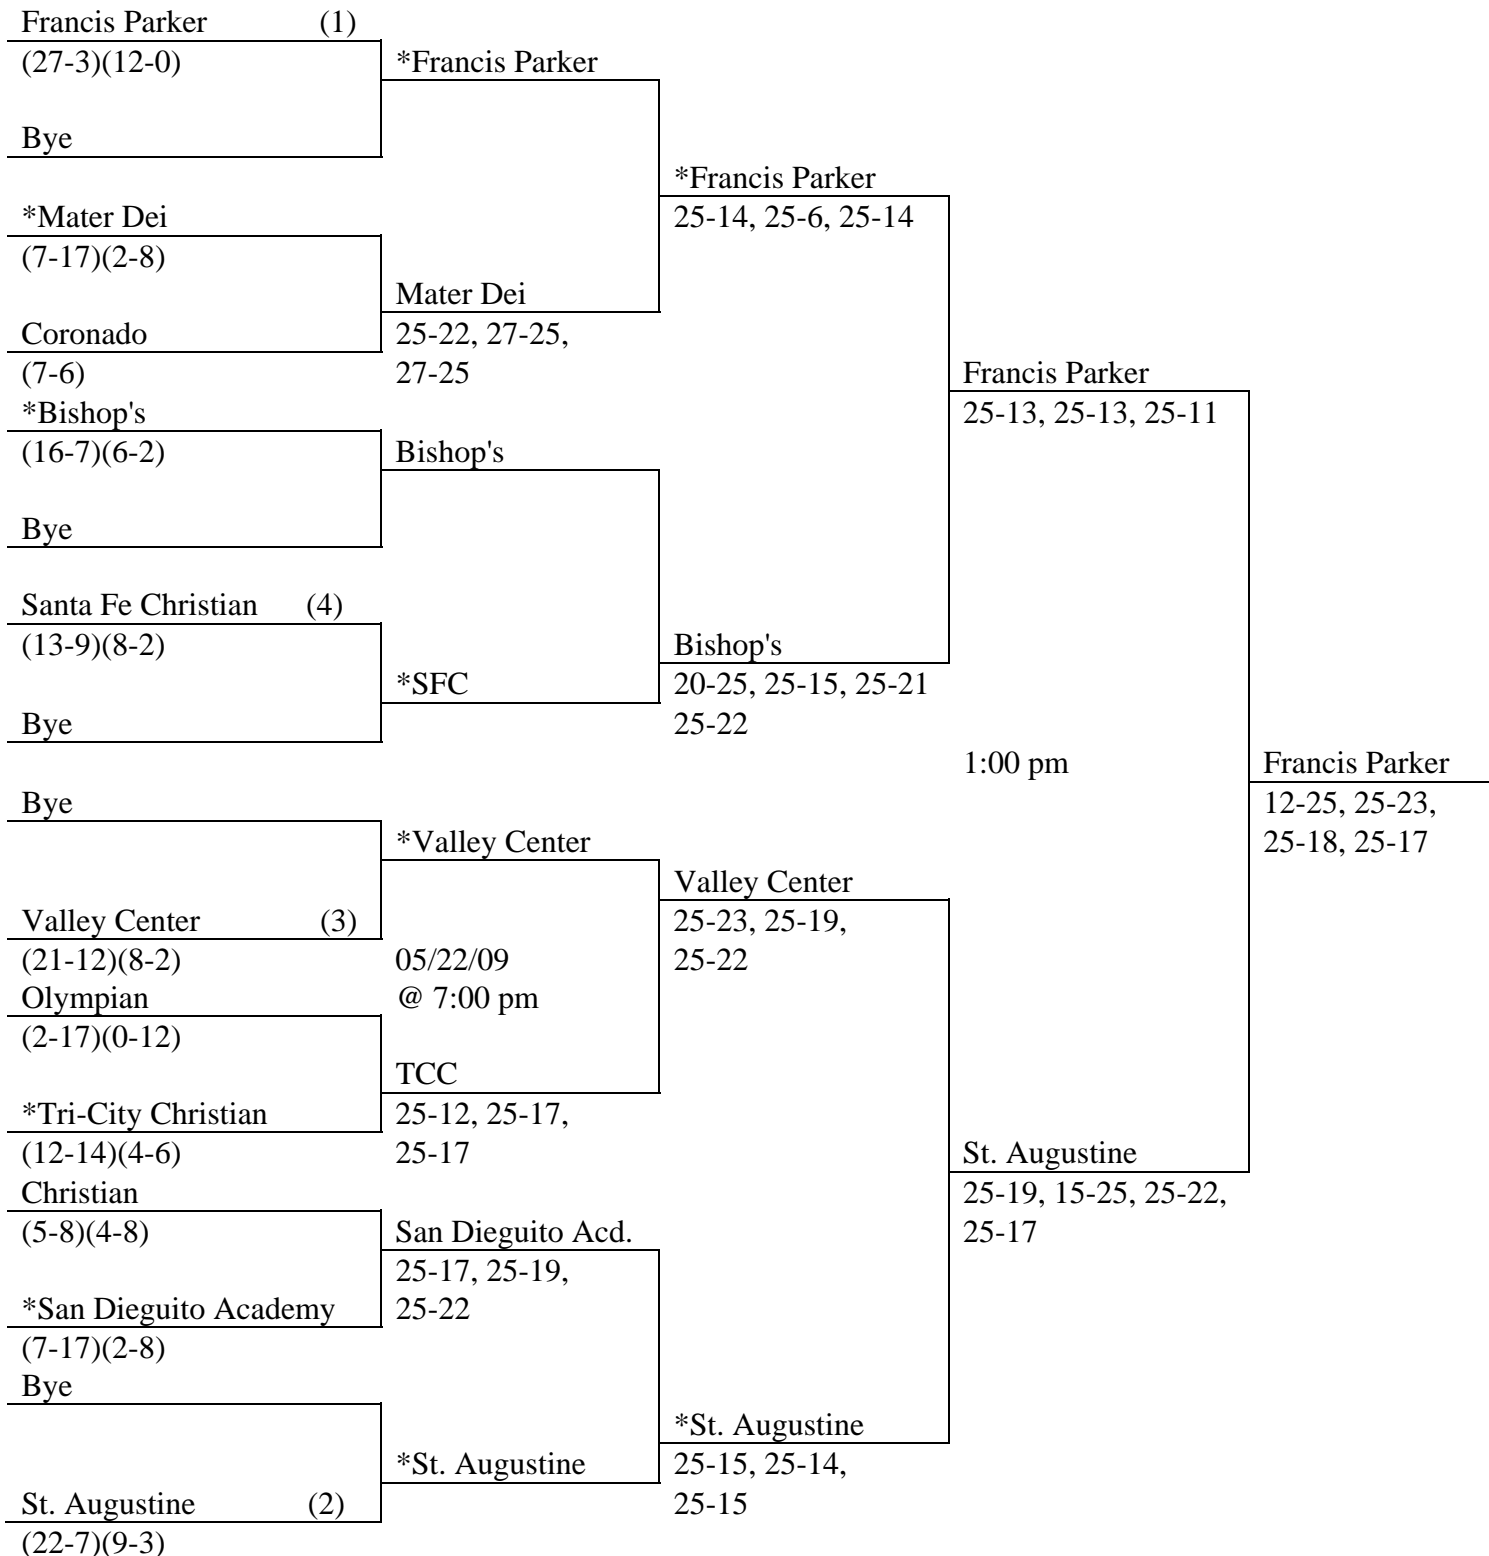 Francis Parker (1)
(27-3)(12-0)
Bye
*Mater Dei
(7-17)(2-8)
Coronado
(7-6)
*Bishop's
(16-7)(6-2)
Bye
Santa Fe Christian (4)
(13-9)(8-2)
Bye
Bye
Valley Center (3)
(21-12)(8-2)
Olympian
(2-17)(0-12)
*Tri-City Christian
(12-14)(4-6)
Christian
(5-8)(4-8)
*San Dieguito Academy
(7-17)(2-8)
Bye
St. Augustine (2)
(22-7)(9-3)
*Francis Parker
Mater Dei
25-22, 27-25,
27-25
Bishop's
*SFC
*Valley Center
05/22/09
@ 7:00 pm
TCC
25-12, 25-17,
25-17
San Dieguito Acd.
25-17, 25-19,
25-22
*St. Augustine
*Francis Parker
25-14, 25-6, 25-14
Bishop's
20-25, 25-15, 25-21
25-22
Valley Center
25-23, 25-19,
25-22
*St. Augustine
25-15, 25-14,
25-15
Francis Parker
25-13, 25-13, 25-11
1:00 pm
St. Augustine
25-19, 15-25, 25-22,
25-17
Francis Parker
12-25, 25-23,
25-18, 25-17